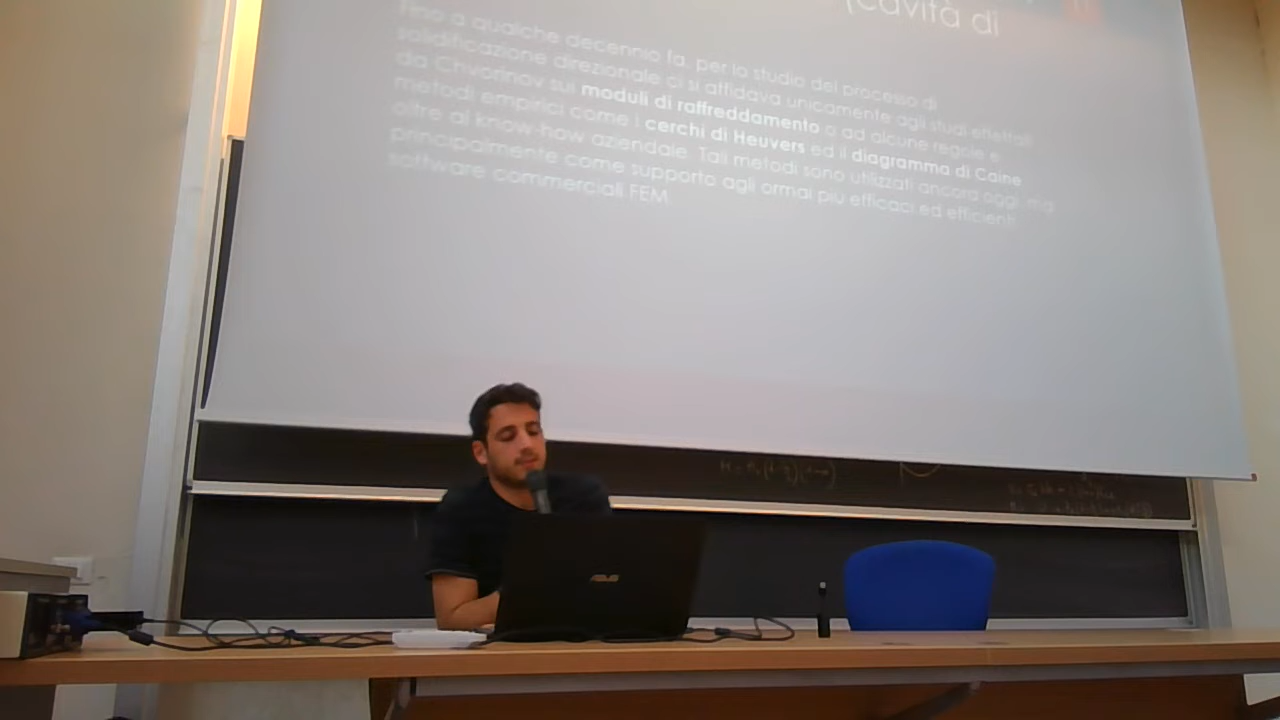 (cavità di
Fino a qualche decennio fa, per lo studio del processo di
solidificazione direzionale ci si affidava unicamente agli studi effettuati
da Chvorinov sui moduli di raffreddamento o ad alcune regole e
metodi empirici come i cerchi di Heuvers ed il diagramma di Caine
oltre al know-how aziendale. Tali metodi sono utilizzati ancora oggi, ma
principalmente come supporto agli ormai più efficaci ed efficienti
software commerciali FEM
ASUS